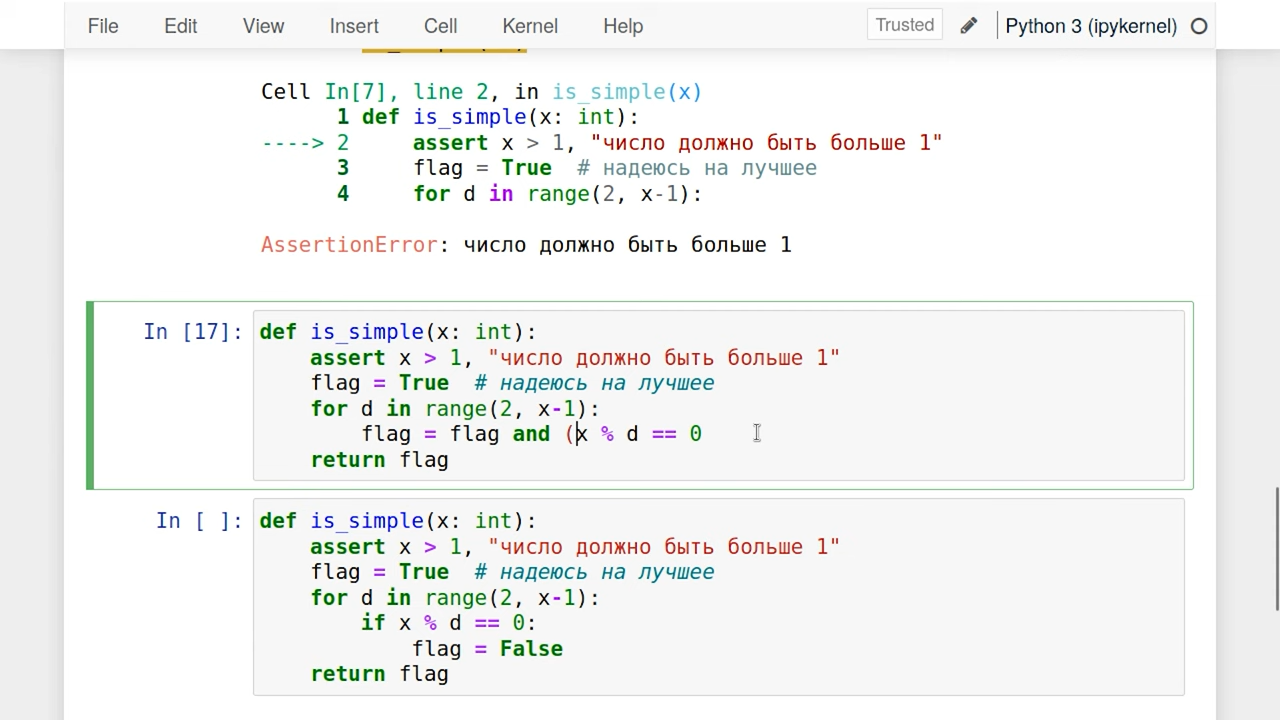 File Edit View Insert Cell Kernel Help Trusted Python 3 (ipykernel)
Cell In[7], line 2, in is_simple(x)
1 def is_simple(x: int):
----> 2     assert x > 1, "число должно быть больше 1"
3     flag = True  # надеюсь на лучшее
4     for d in range(2, x-1):
AssertionError: число должно быть больше 1
In [17]: def is_simple(x: int):
    assert x > 1, "число должно быть больше 1"
    flag = True  # надеюсь на лучшее
    for d in range(2, x-1):
        flag = flag and (x % d == 0
    return flag
In [ ]: def is_simple(x: int):
    assert x > 1, "число должно быть больше 1"
    flag = True  # надеюсь на лучшее
    for d in range(2, x-1):
        if x % d == 0:
            flag = False
    return flag